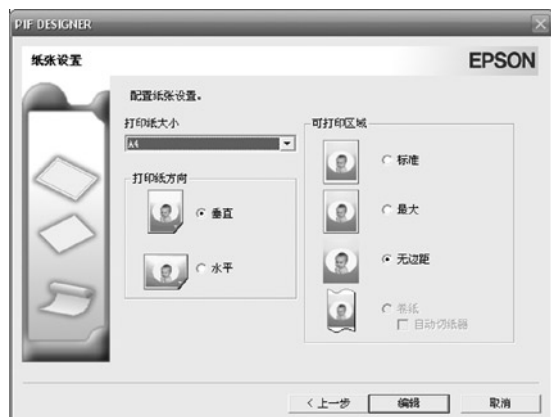 PIF DESIGNER
纸张设置
EPSON
配置纸张设置。
打印纸大小
A4
打印纸方向
垂直
水平
可打印区域
标准
最大
无边距
卷纸
自动切纸器
< 上一步
编辑
取消